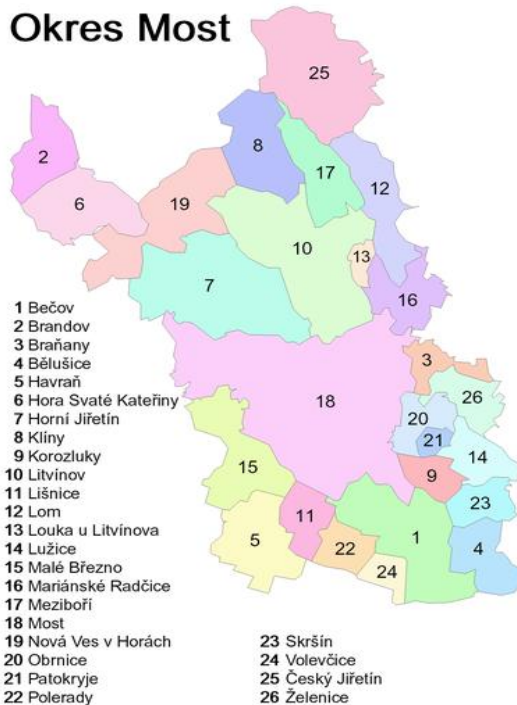 Okres Most
25
2
8
17
12
6
19
10
13
7
16
3
18
26
20
21
14
15
9
23
11
5
1
22
4
24
1 Bečov
2 Brandov
3 Braňany
4 Bělušice
5 Havraň
6 Hora Svaté Kateřiny
7 Horní Jiřetín
8 Klíny
9 Korozluky
10 Litvínov
11 Lišnice
12 Lom
13 Louka u Litvínova
14 Lužice
15 Malé Březno
16 Mariánské Radčice
17 Meziboří
18 Most
19 Nová Ves v Horách
20 Obrnice
21 Patokryje
22 Polerady
23 Skršín
24 Volevčice
25 Český Jiřetín
26 Želenice